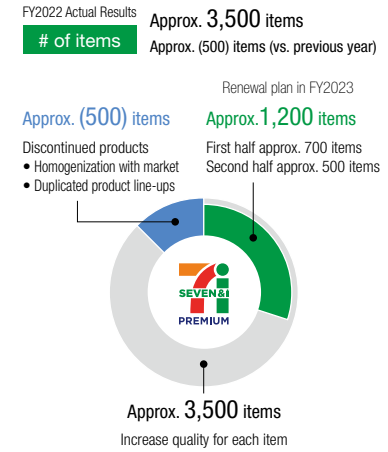 FY2022 Actual Results
# of items
Approx. 3,500 items
Approx. (500) items (vs. previous year)
Renewal plan in FY2023
Approx. (500) items
Discontinued products
• Homogenization with market
• Duplicated product line-ups
Approx.1,200 items
First half approx. 700 items
Second half approx. 500 items
7i
SEVEN&i
PREMIUM
Approx. 3,500 items
Increase quality for each item